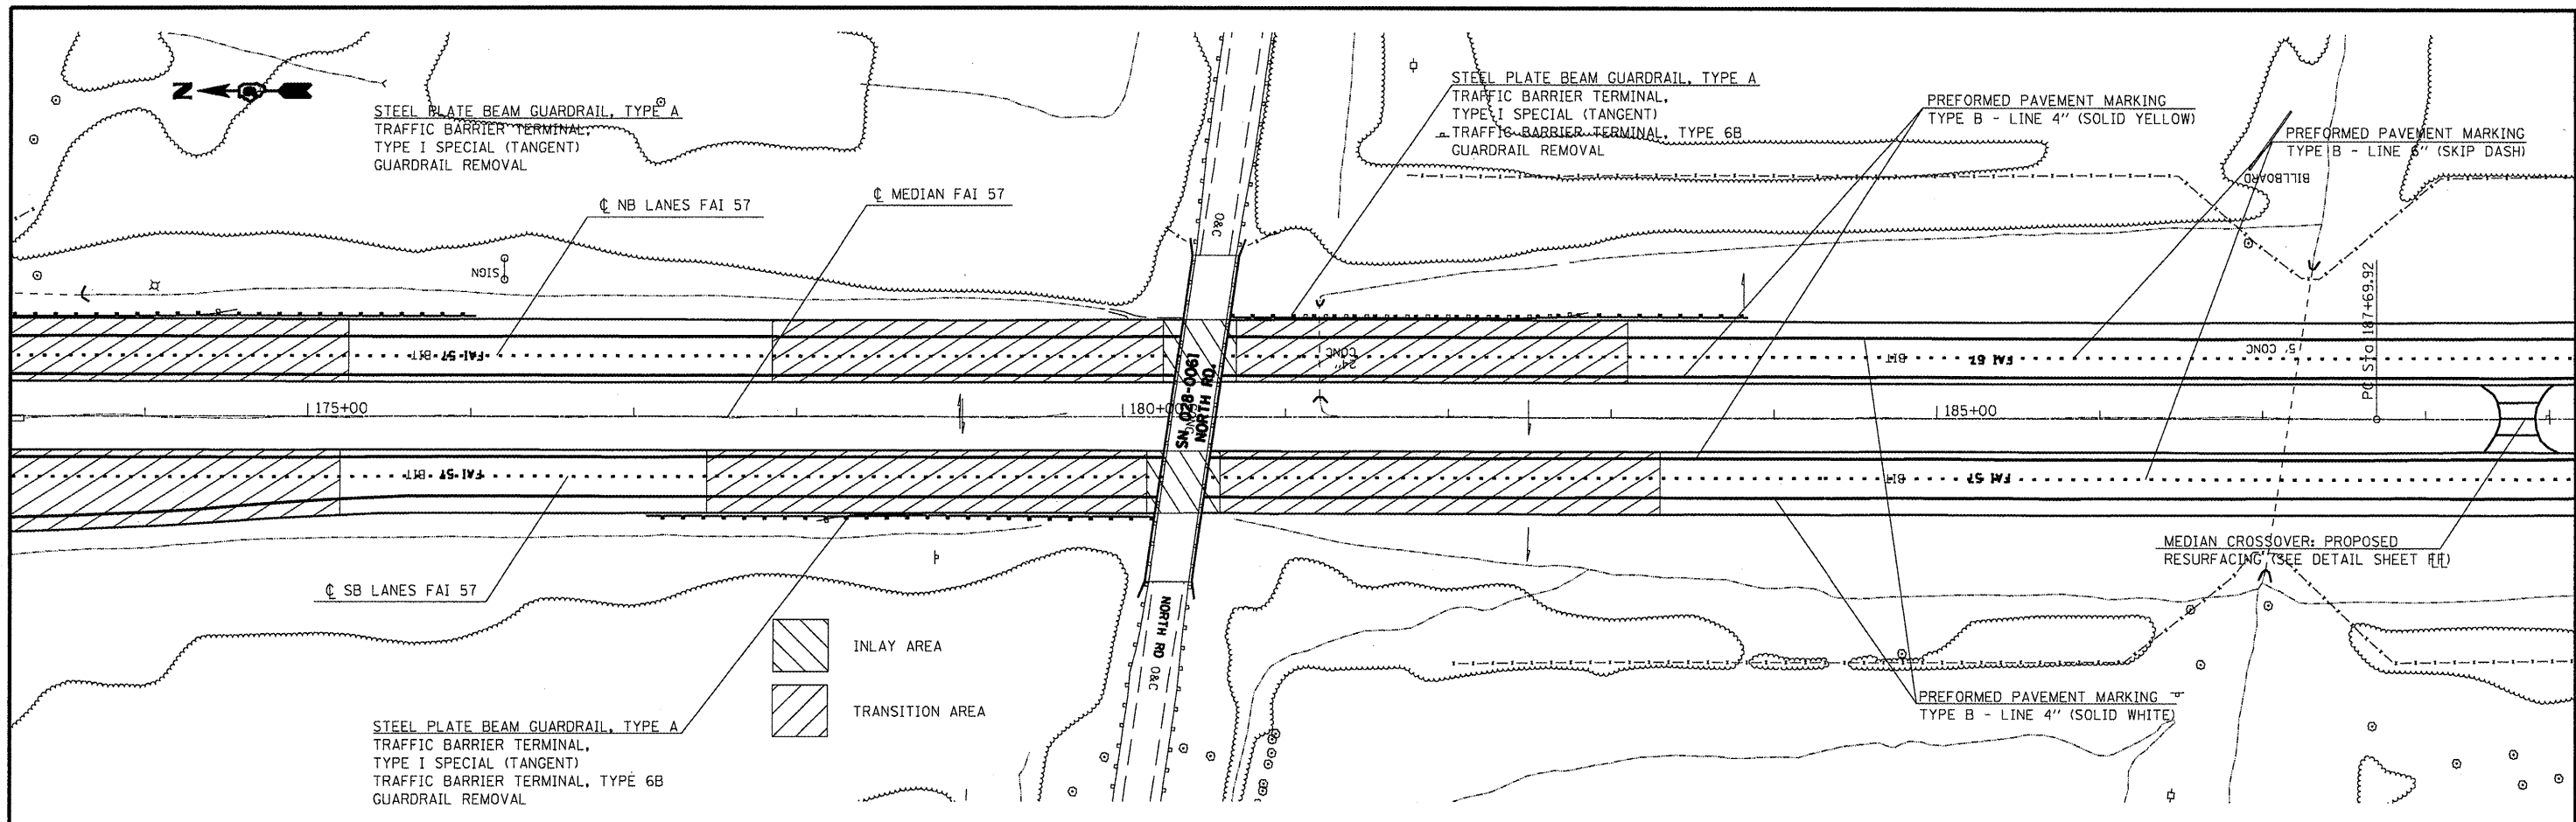 N
STEEL PLATE BEAM GUARDRAIL, TYPE A
TRAFFIC BARRIER TERMINAL,
TYPE I SPECIAL (TANGENT)
GUARDRAIL REMOVAL
STEEL PLATE BEAM GUARDRAIL, TYPE A
TRAFFIC BARRIER TERMINAL,
TYPE I SPECIAL (TANGENT)
TRAFFIC BARRIER TERMINAL, TYPE 6B
GUARDRAIL REMOVAL
PREFORMED PAVEMENT MARKING
TYPE B - LINE 4" (SOLID YELLOW)
PREFORMED PAVEMENT MARKING
TYPE B - LINE 6" (SKIP DASH)
BILLBOARD
℄ NB LANES FAI 57
℄ MEDIAN FAI 57
O&C
SIGN
PC Sta 187+69.92
FAI 57 BIT
24" CONC
BIT
FAI 57
5' CONC
175+00
180+00
185+00
SN 028-0061
NORTH RD.
FAI 57 BIT
BIT
FAI 57
MEDIAN CROSSOVER: PROPOSED
RESURFACING (SEE DETAIL SHEET ##)
℄ SB LANES FAI 57
NORTH RD
O&C
INLAY AREA
TRANSITION AREA
PREFORMED PAVEMENT MARKING
TYPE B - LINE 4" (SOLID WHITE)
STEEL PLATE BEAM GUARDRAIL, TYPE A
TRAFFIC BARRIER TERMINAL,
TYPE I SPECIAL (TANGENT)
TRAFFIC BARRIER TERMINAL, TYPE 6B
GUARDRAIL REMOVAL